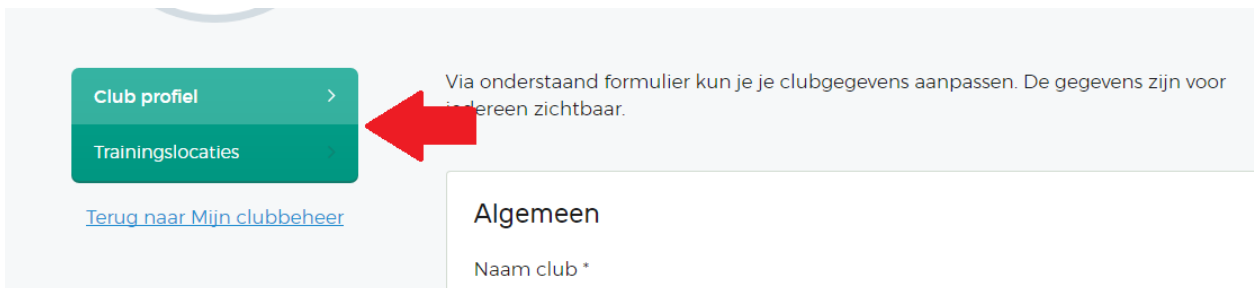 Club profiel
Trainingslocaties
Terug naar Mijn clubbeheer
Via onderstaand formulier kun je je clubgegevens aanpassen. De gegevens zijn voor
iedereen zichtbaar.
Algemeen
Naam club *